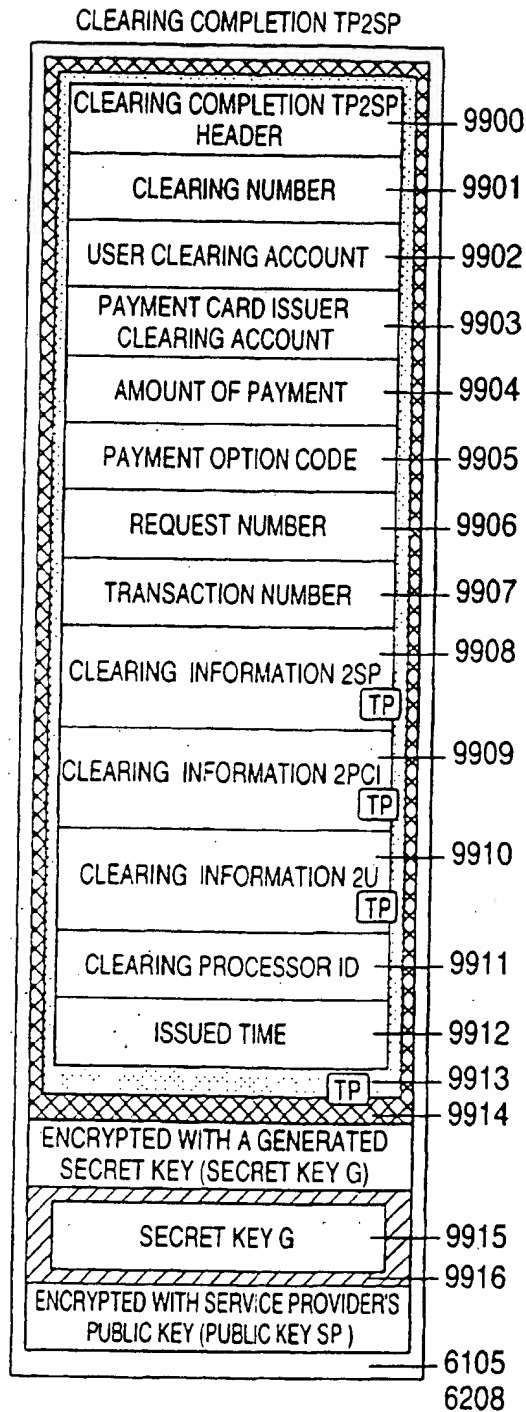 CLEARING COMPLETION TP2SP
CLEARING COMPLETION TP2SP
HEADER
9900
CLEARING NUMBER
9901
USER CLEARING ACCOUNT
9902
PAYMENT CARD ISSUER
CLEARING ACCOUNT
9903
AMOUNT OF PAYMENT
9904
PAYMENT OPTION CODE
9905
REQUEST NUMBER
9906
TRANSACTION NUMBER
9907
CLEARING INFORMATION 2SP
9908
TP
CLEARING INFORMATION 2PCI
9909
TP
CLEARING INFORMATION 2U
9910
TP
CLEARING PROCESSOR ID
9911
ISSUED TIME
9912
TP
9913
9914
ENCRYPTED WITH A GENERATED
SECRET KEY (SECRET KEY G)
SECRET KEY G
9915
9916
ENCRYPTED WITH SERVICE PROVIDER'S
PUBLIC KEY (PUBLIC KEY SP )
6105
6208